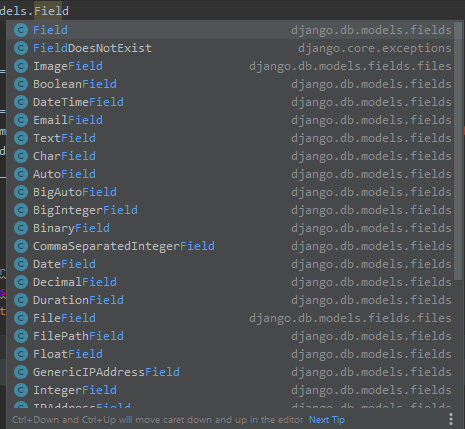 dels.Field
Field django.db.models.fields
FieldDoesNotExist django.core.exceptions
ImageField django.db.models.fields.files
BooleanField django.db.models.fields
DateTimeField django.db.models.fields
EmailField django.db.models.fields
TextField django.db.models.fields
CharField django.db.models.fields
AutoField django.db.models.fields
BigAutoField django.db.models.fields
BigIntegerField django.db.models.fields
BinaryField django.db.models.fields
CommaSeparatedIntegerField django.db.models.fields
DateField django.db.models.fields
DecimalField django.db.models.fields
DurationField django.db.models.fields
FileField django.db.models.fields.files
FilePathField django.db.models.fields
FloatField django.db.models.fields
GenericIPAddressField django.db.models.fields
IntegerField django.db.models.fields
IPAddressField django.db.models.fields
Ctrl+Down and Ctrl+Up will move caret down and up in the editor Next Tip